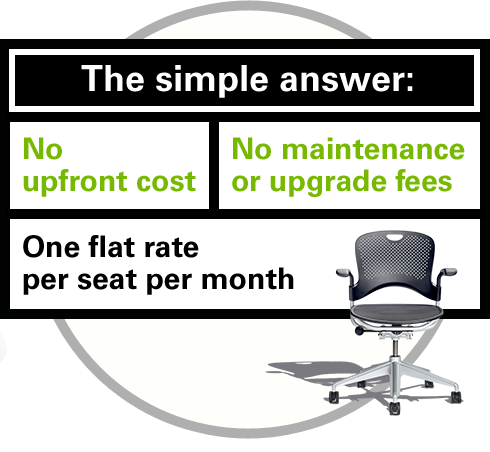 The simple answer:
No
upfront cost
No maintenance
or upgrade fees
One flat rate
per seat per month